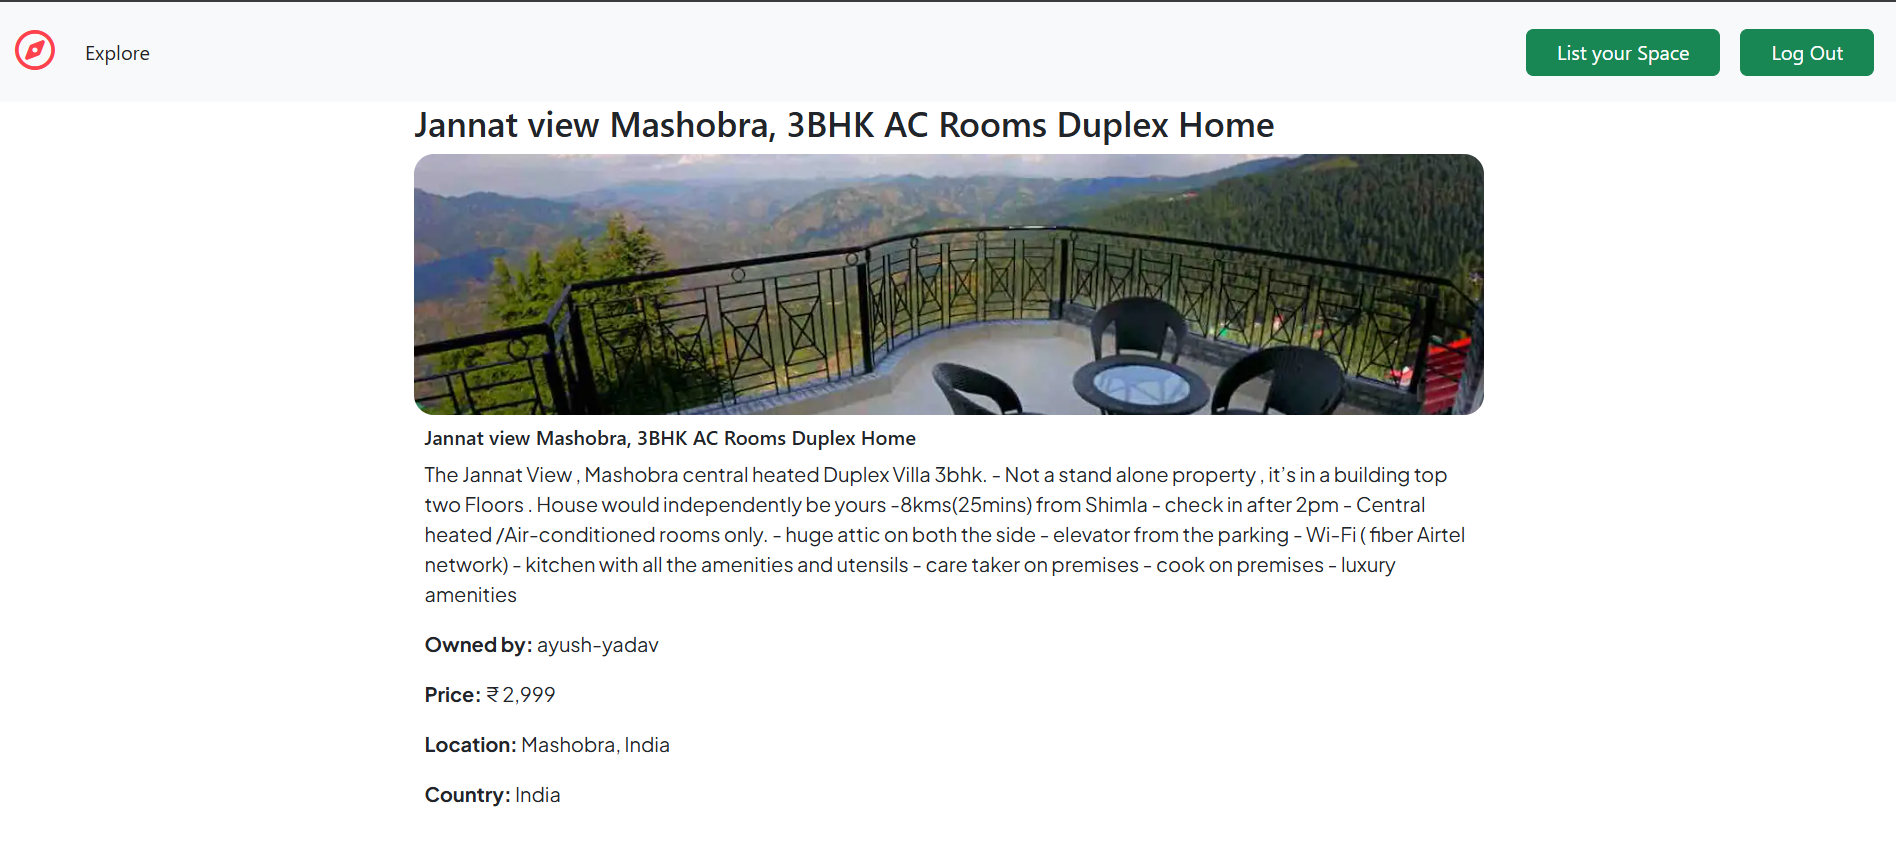 Explore
List your Space
Log Out
Jannat view Mashobra, 3BHK AC Rooms Duplex Home
Jannat view Mashobra, 3BHK AC Rooms Duplex Home
The Jannat View , Mashobra central heated Duplex Villa 3bhk. - Not a stand alone property , it’s in a building top
two Floors . House would independently be yours -8kms(25mins) from Shimla - check in after 2pm - Central
heated /Air-conditioned rooms only. - huge attic on both the side - elevator from the parking - Wi-Fi ( fiber Airtel
network) - kitchen with all the amenities and utensils - care taker on premises - cook on premises - luxury
amenities
Owned by: ayush-yadav
Price: ₹ 2,999
Location: Mashobra, India
Country: India